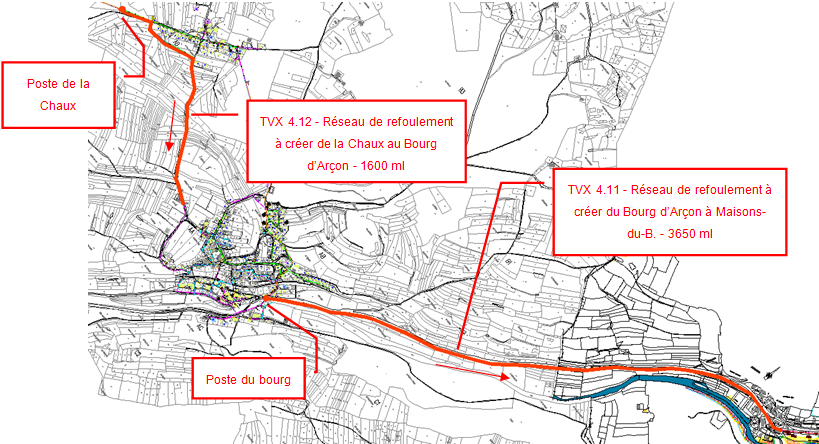 Poste de la
Chaux
TVX 4.12 - Réseau de refoulement
à créer de la Chaux au Bourg
d’Arçon - 1600 ml
TVX 4.11 - Réseau de refoulement à
créer du Bourg d’Arçon à Maisons-
du-B. - 3650 ml
Poste du bourg